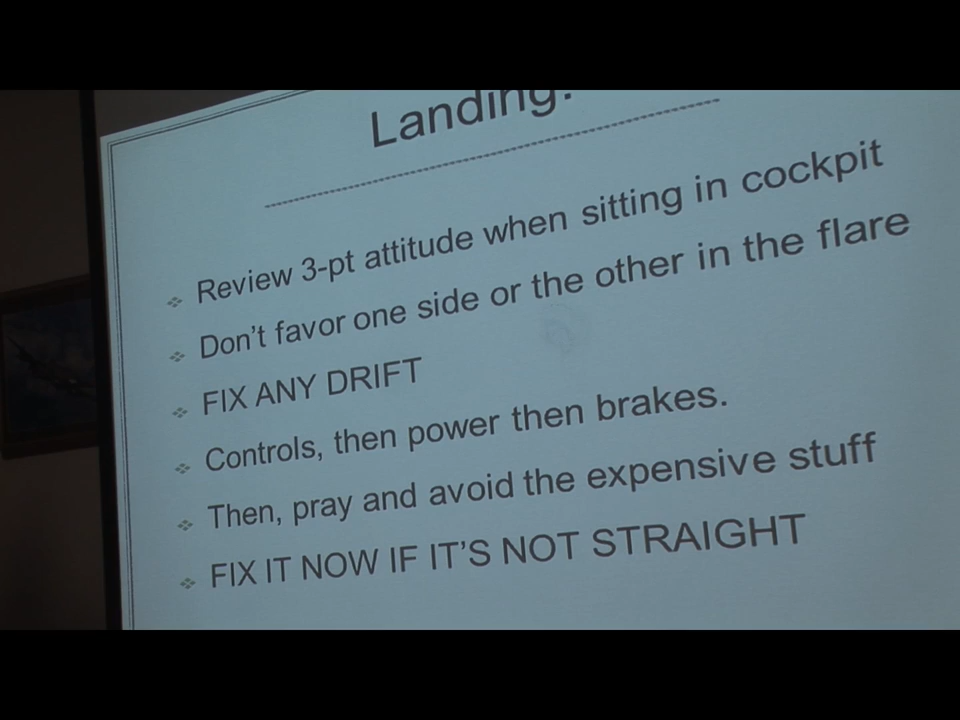 Landing:
Review 3-pt attitude when sitting in cockpit
Don't favor one side or the other in the flare
FIX ANY DRIFT
Controls, then power then brakes.
Then, pray and avoid the expensive stuff
FIX IT NOW IF IT'S NOT STRAIGHT